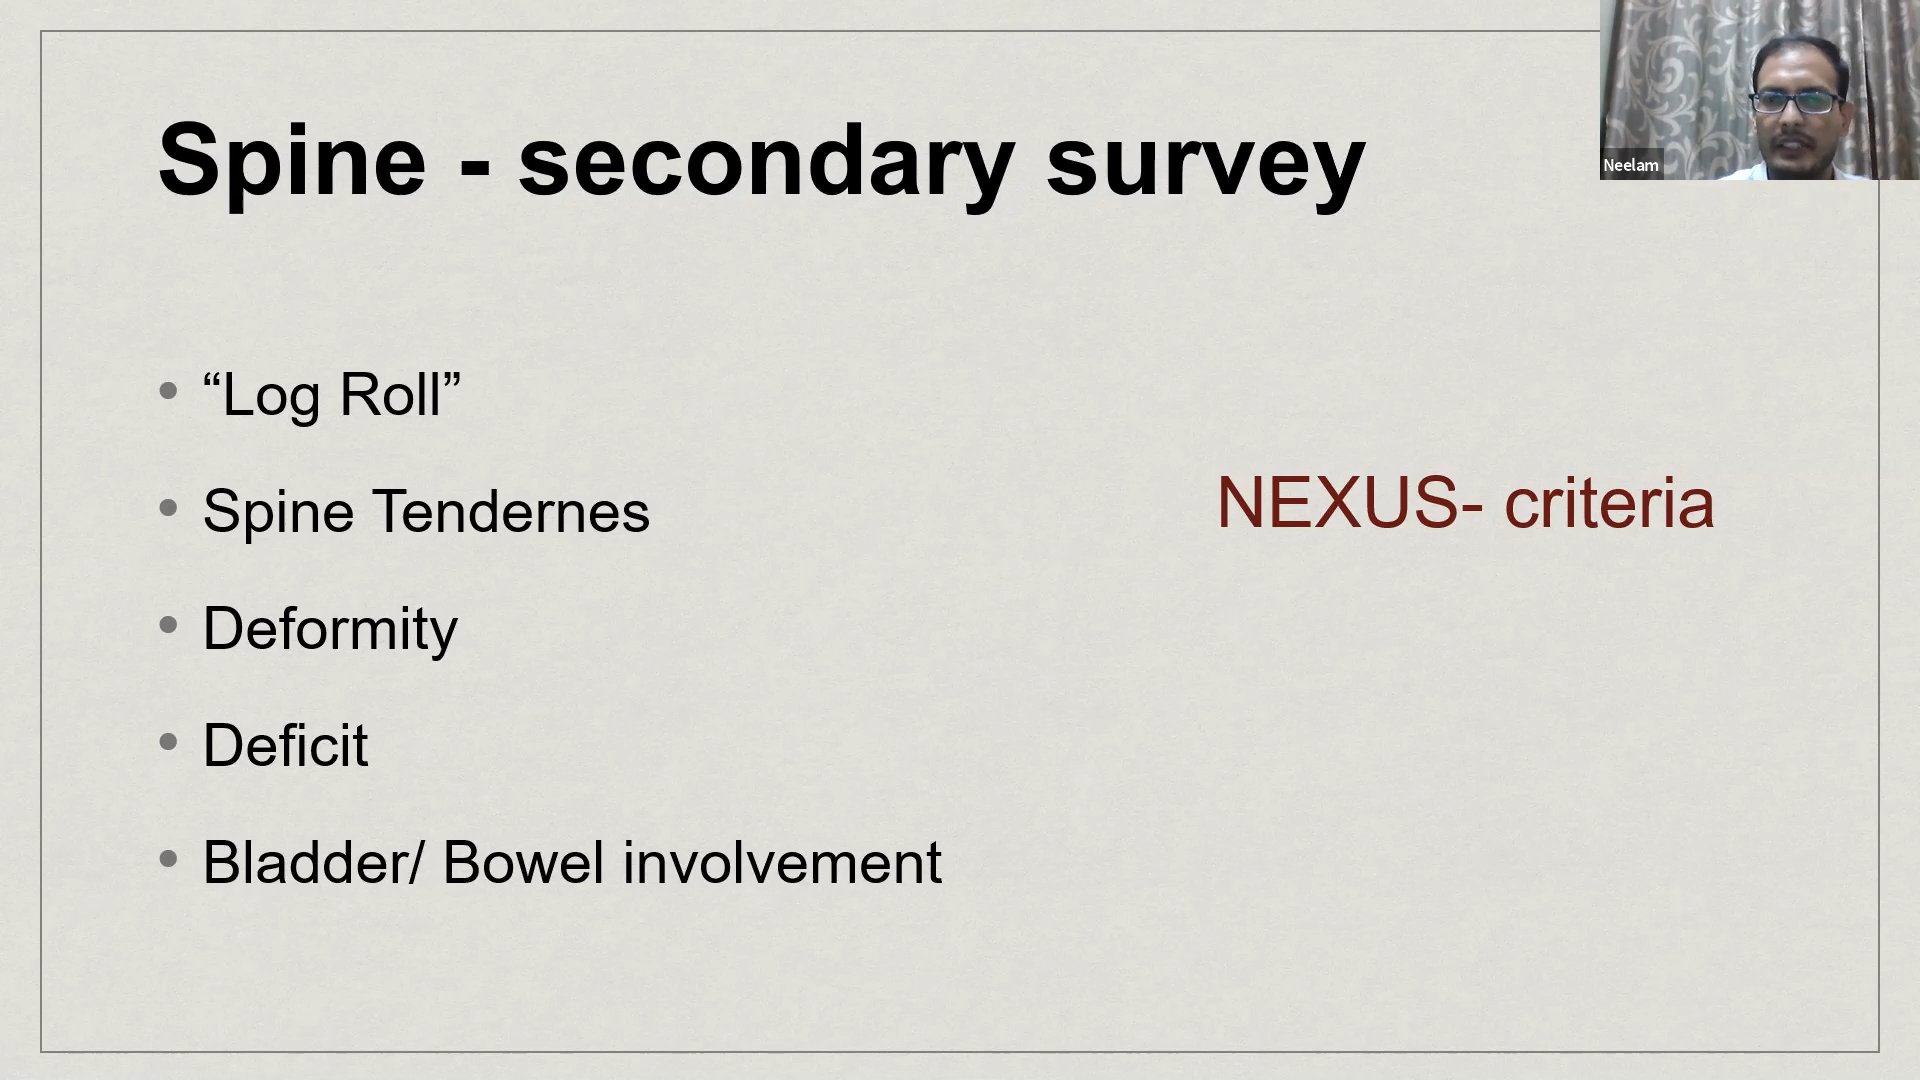 Spine - secondary survey
Neelam
• “Log Roll”
• Spine Tendernes
NEXUS- criteria
• Deformity
• Deficit
• Bladder/ Bowel involvement